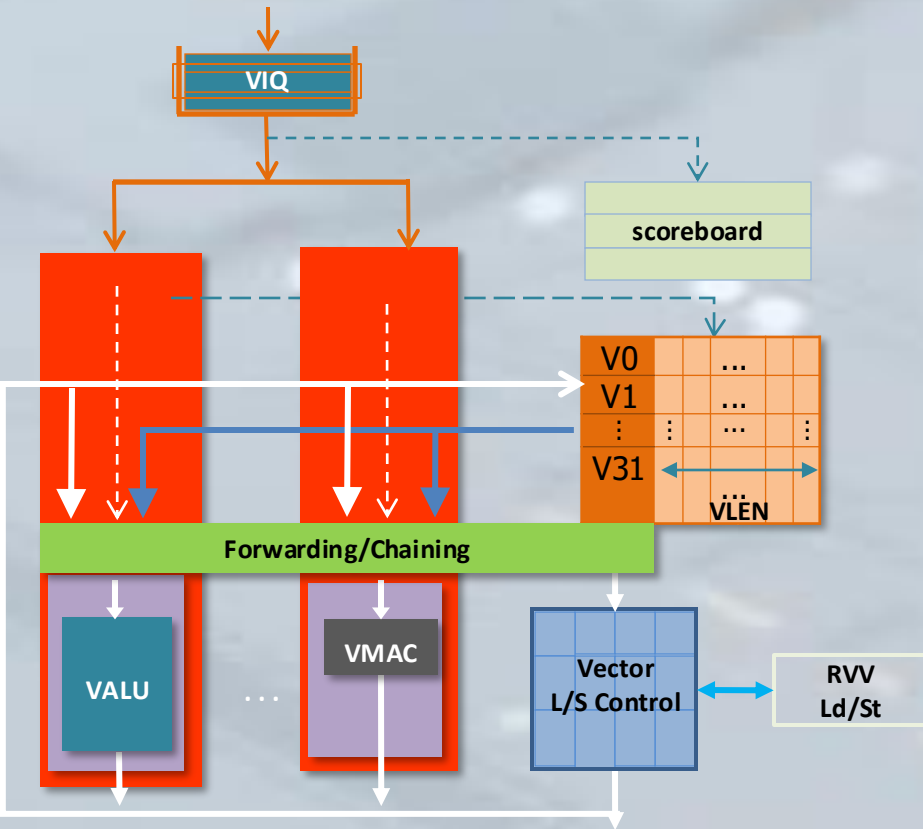 VIQ
scoreboard
V0 ...
V1 ...
⋮ ⋮ ... ⋮
V31
...
VLEN
Forwarding/Chaining
VALU
...
VMAC
Vector
L/S Control
RVV
Ld/St